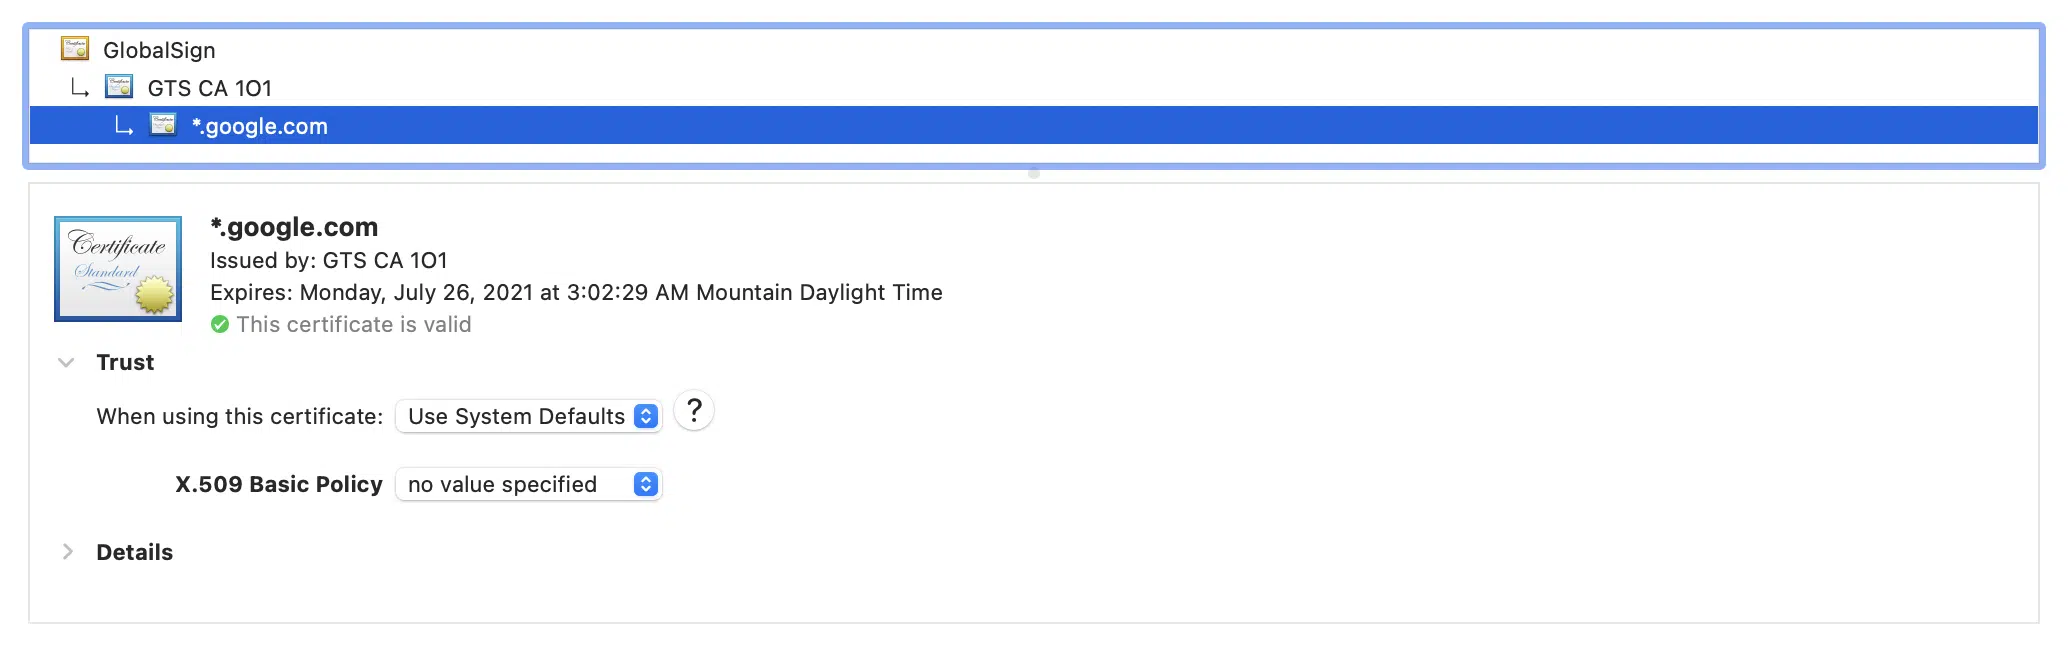 GlobalSign
GTS CA 1O1
*.google.com
Certificate
Standard
*.google.com
Issued by: GTS CA 1O1
Expires: Monday, July 26, 2021 at 3:02:29 AM Mountain Daylight Time
This certificate is valid
Trust
When using this certificate: Use System Defaults ?
X.509 Basic Policy no value specified
Details